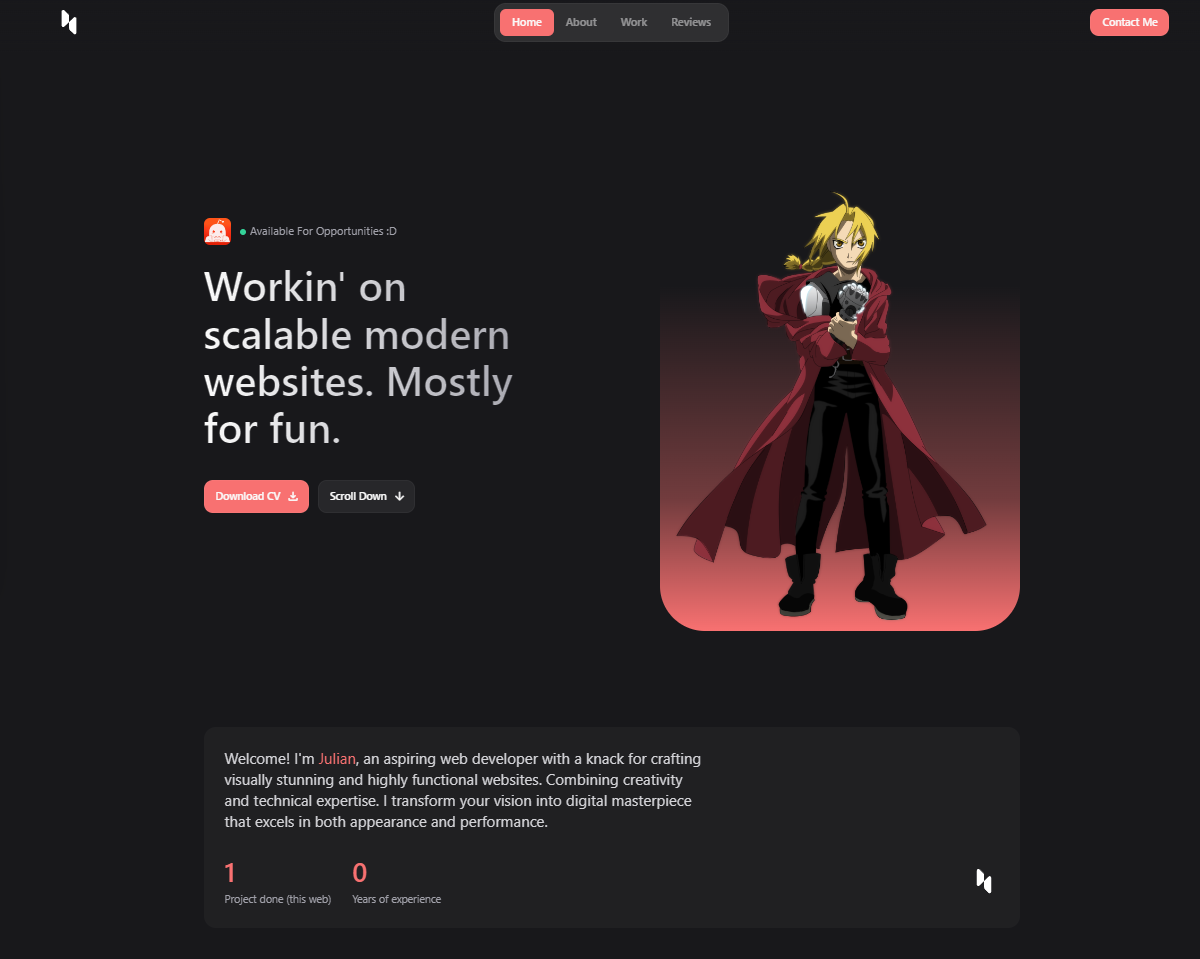 Home About Work Reviews Contact Me
Available For Opportunities :D
Workin' on
scalable modern
websites. Mostly
for fun.
Download CV Scroll Down
Welcome! I'm Julian, an aspiring web developer with a knack for crafting
visually stunning and highly functional websites. Combining creativity
and technical expertise. I transform your vision into digital masterpiece
that excels in both appearance and performance.
1 0
Project done (this web) Years of experience